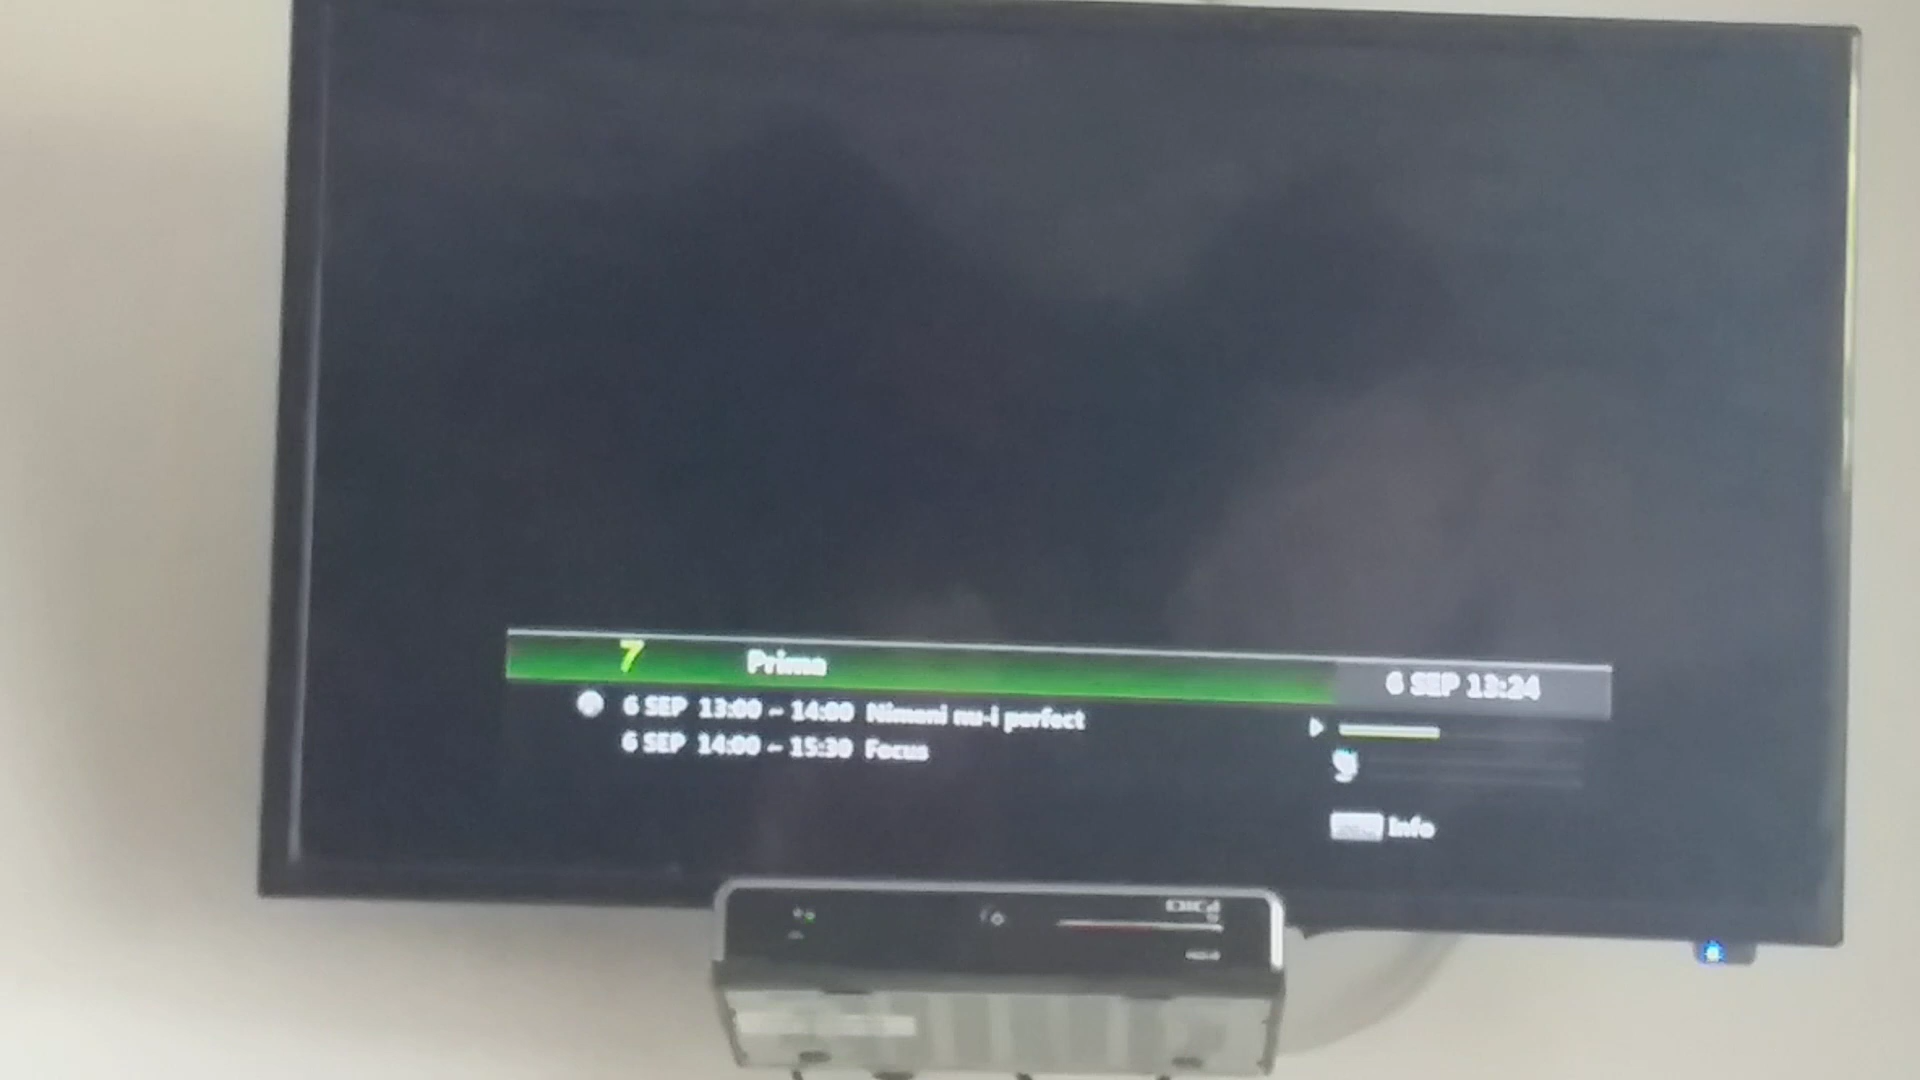 7 Prima 6 SEP 13:24
6 SEP 13:00 ~ 14:00 Nimeni nu-i perfect
6 SEP 14:00 ~ 15:30 Focus
Info